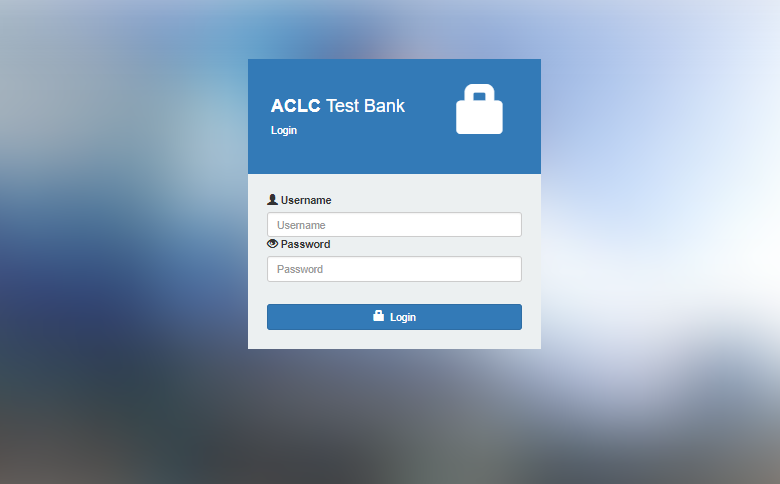 ACLC Test Bank
Login
Username
Username
Password
Password
Login